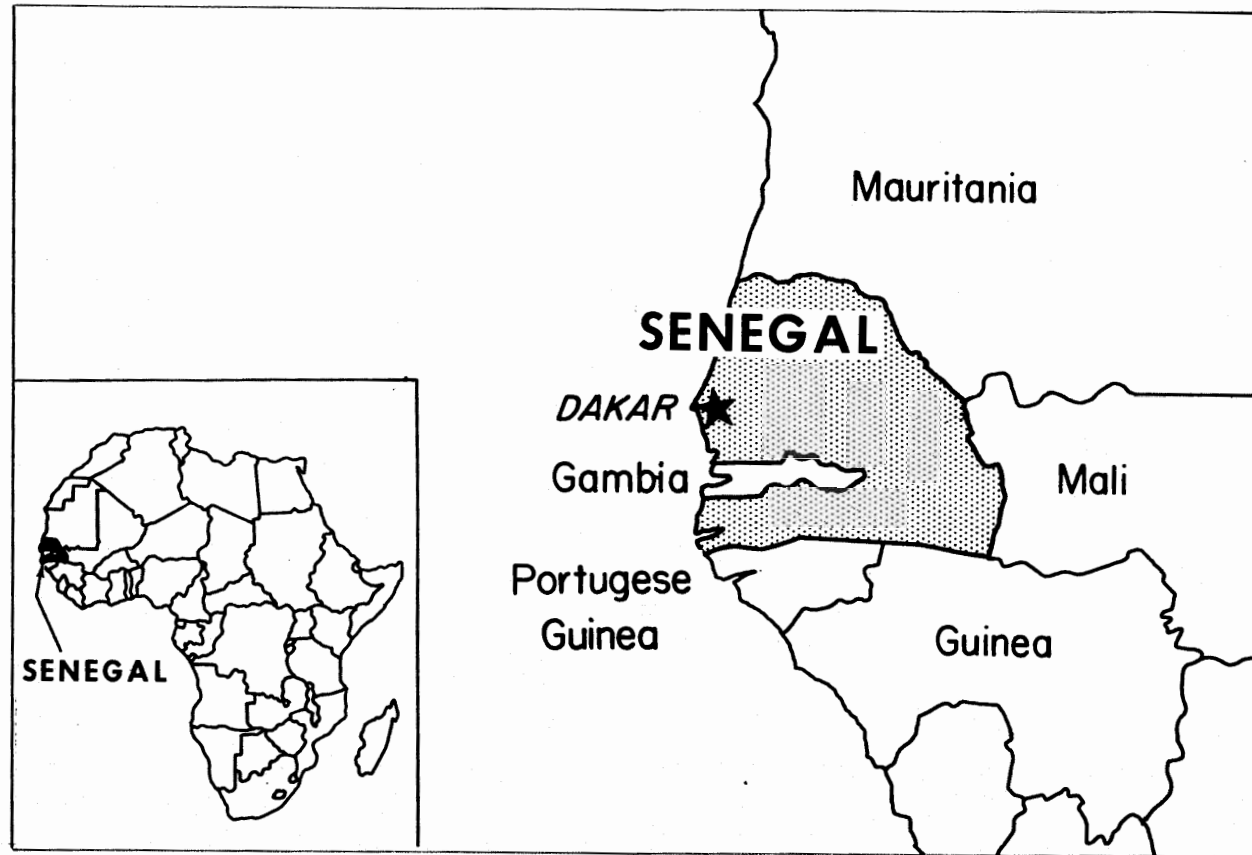 Mauritania
SENEGAL
DAKAR
Gambia
Mali
Portugese
Guinea
Guinea
SENEGAL